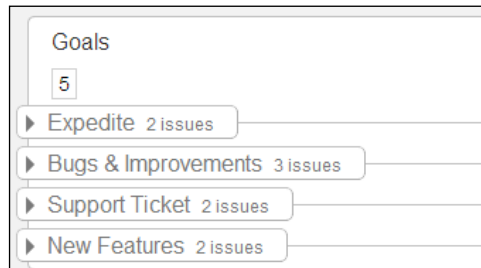 Goals
5
Expedite 2 issues
Bugs & Improvements 3 issues
Support Ticket 2 issues
New Features 2 issues